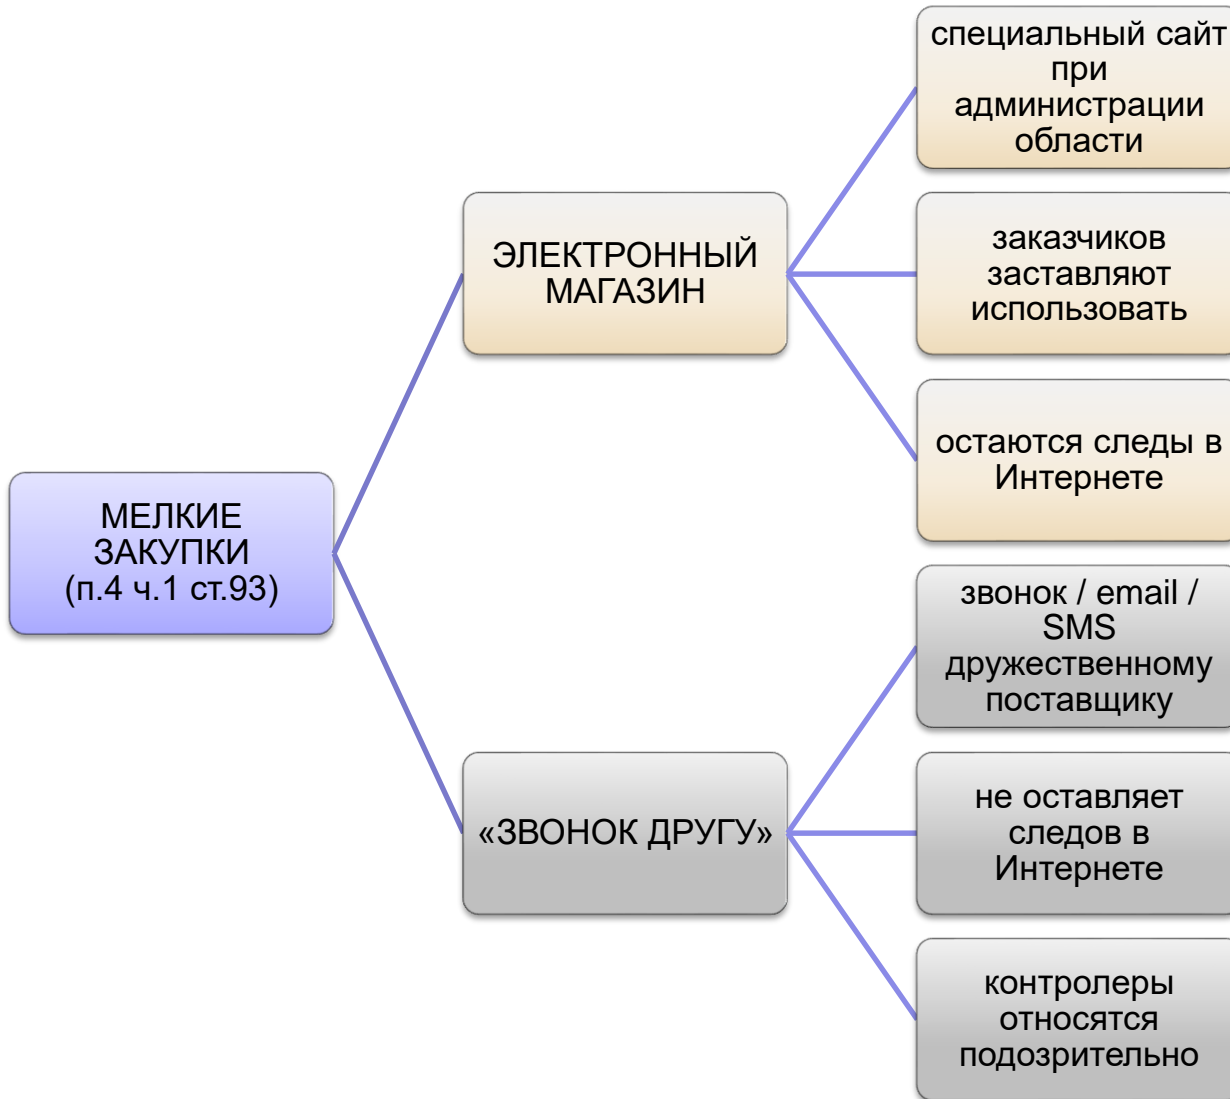 МЕЛКИЕ
ЗАКУПКИ
(п.4 ч.1 ст.93)
ЭЛЕКТРОННЫЙ
МАГАЗИН
специальный сайт
при
администрации
области
заказчиков
заставляют
использовать
остаются следы в
Интернете
«ЗВОНОК ДРУГУ»
звонок / email /
SMS
дружественному
поставщику
не оставляет
следов в
Интернете
контролеры
относятся
подозрительно